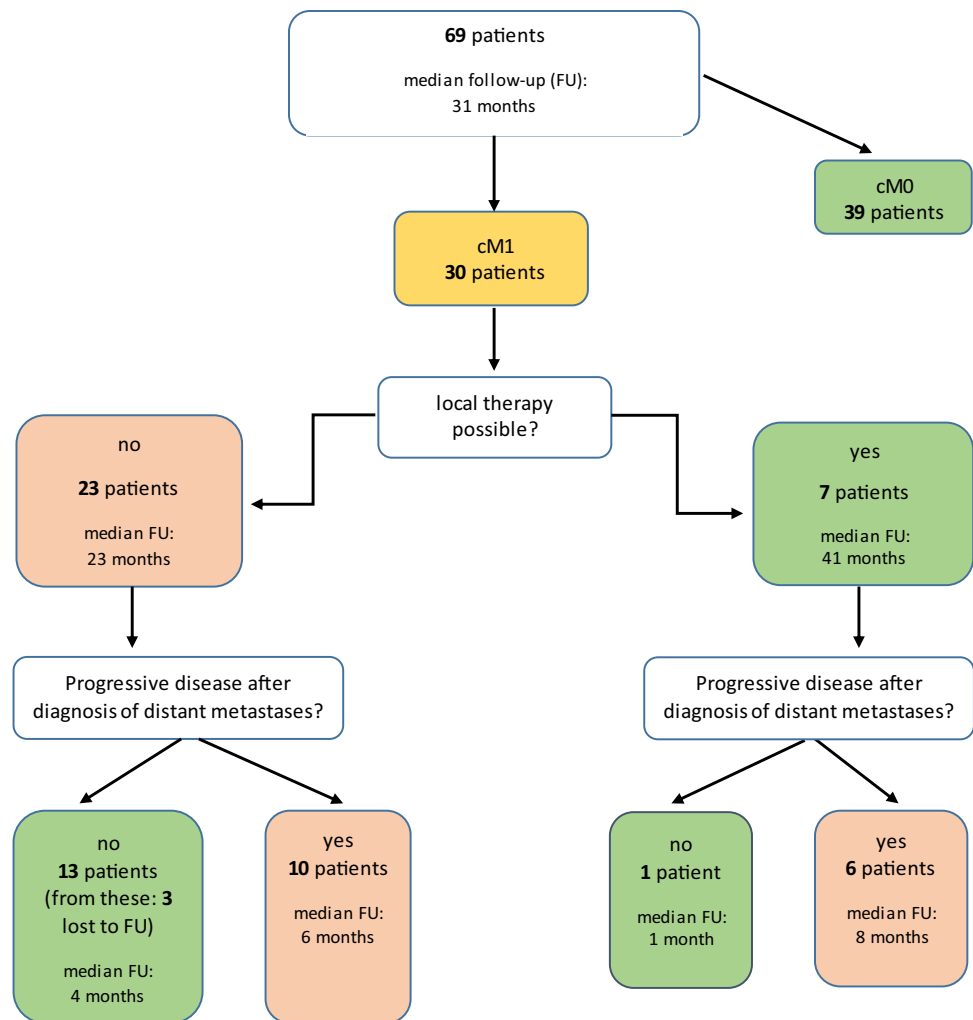 69 patients
median follow-up (FU):
31 months
cM0
39 patients
cM1
30 patients
local therapy
possible?
no
23 patients
median FU:
23 months
yes
7 patients
median FU:
41 months
Progressive disease after
diagnosis of distant metastases?
Progressive disease after
diagnosis of distant metastases?
no
13 patients
(from these: 3
lost to FU)
median FU:
4 months
yes
10 patients
median FU:
6 months
no
1 patient
median FU:
1 month
yes
6 patients
median FU:
8 months